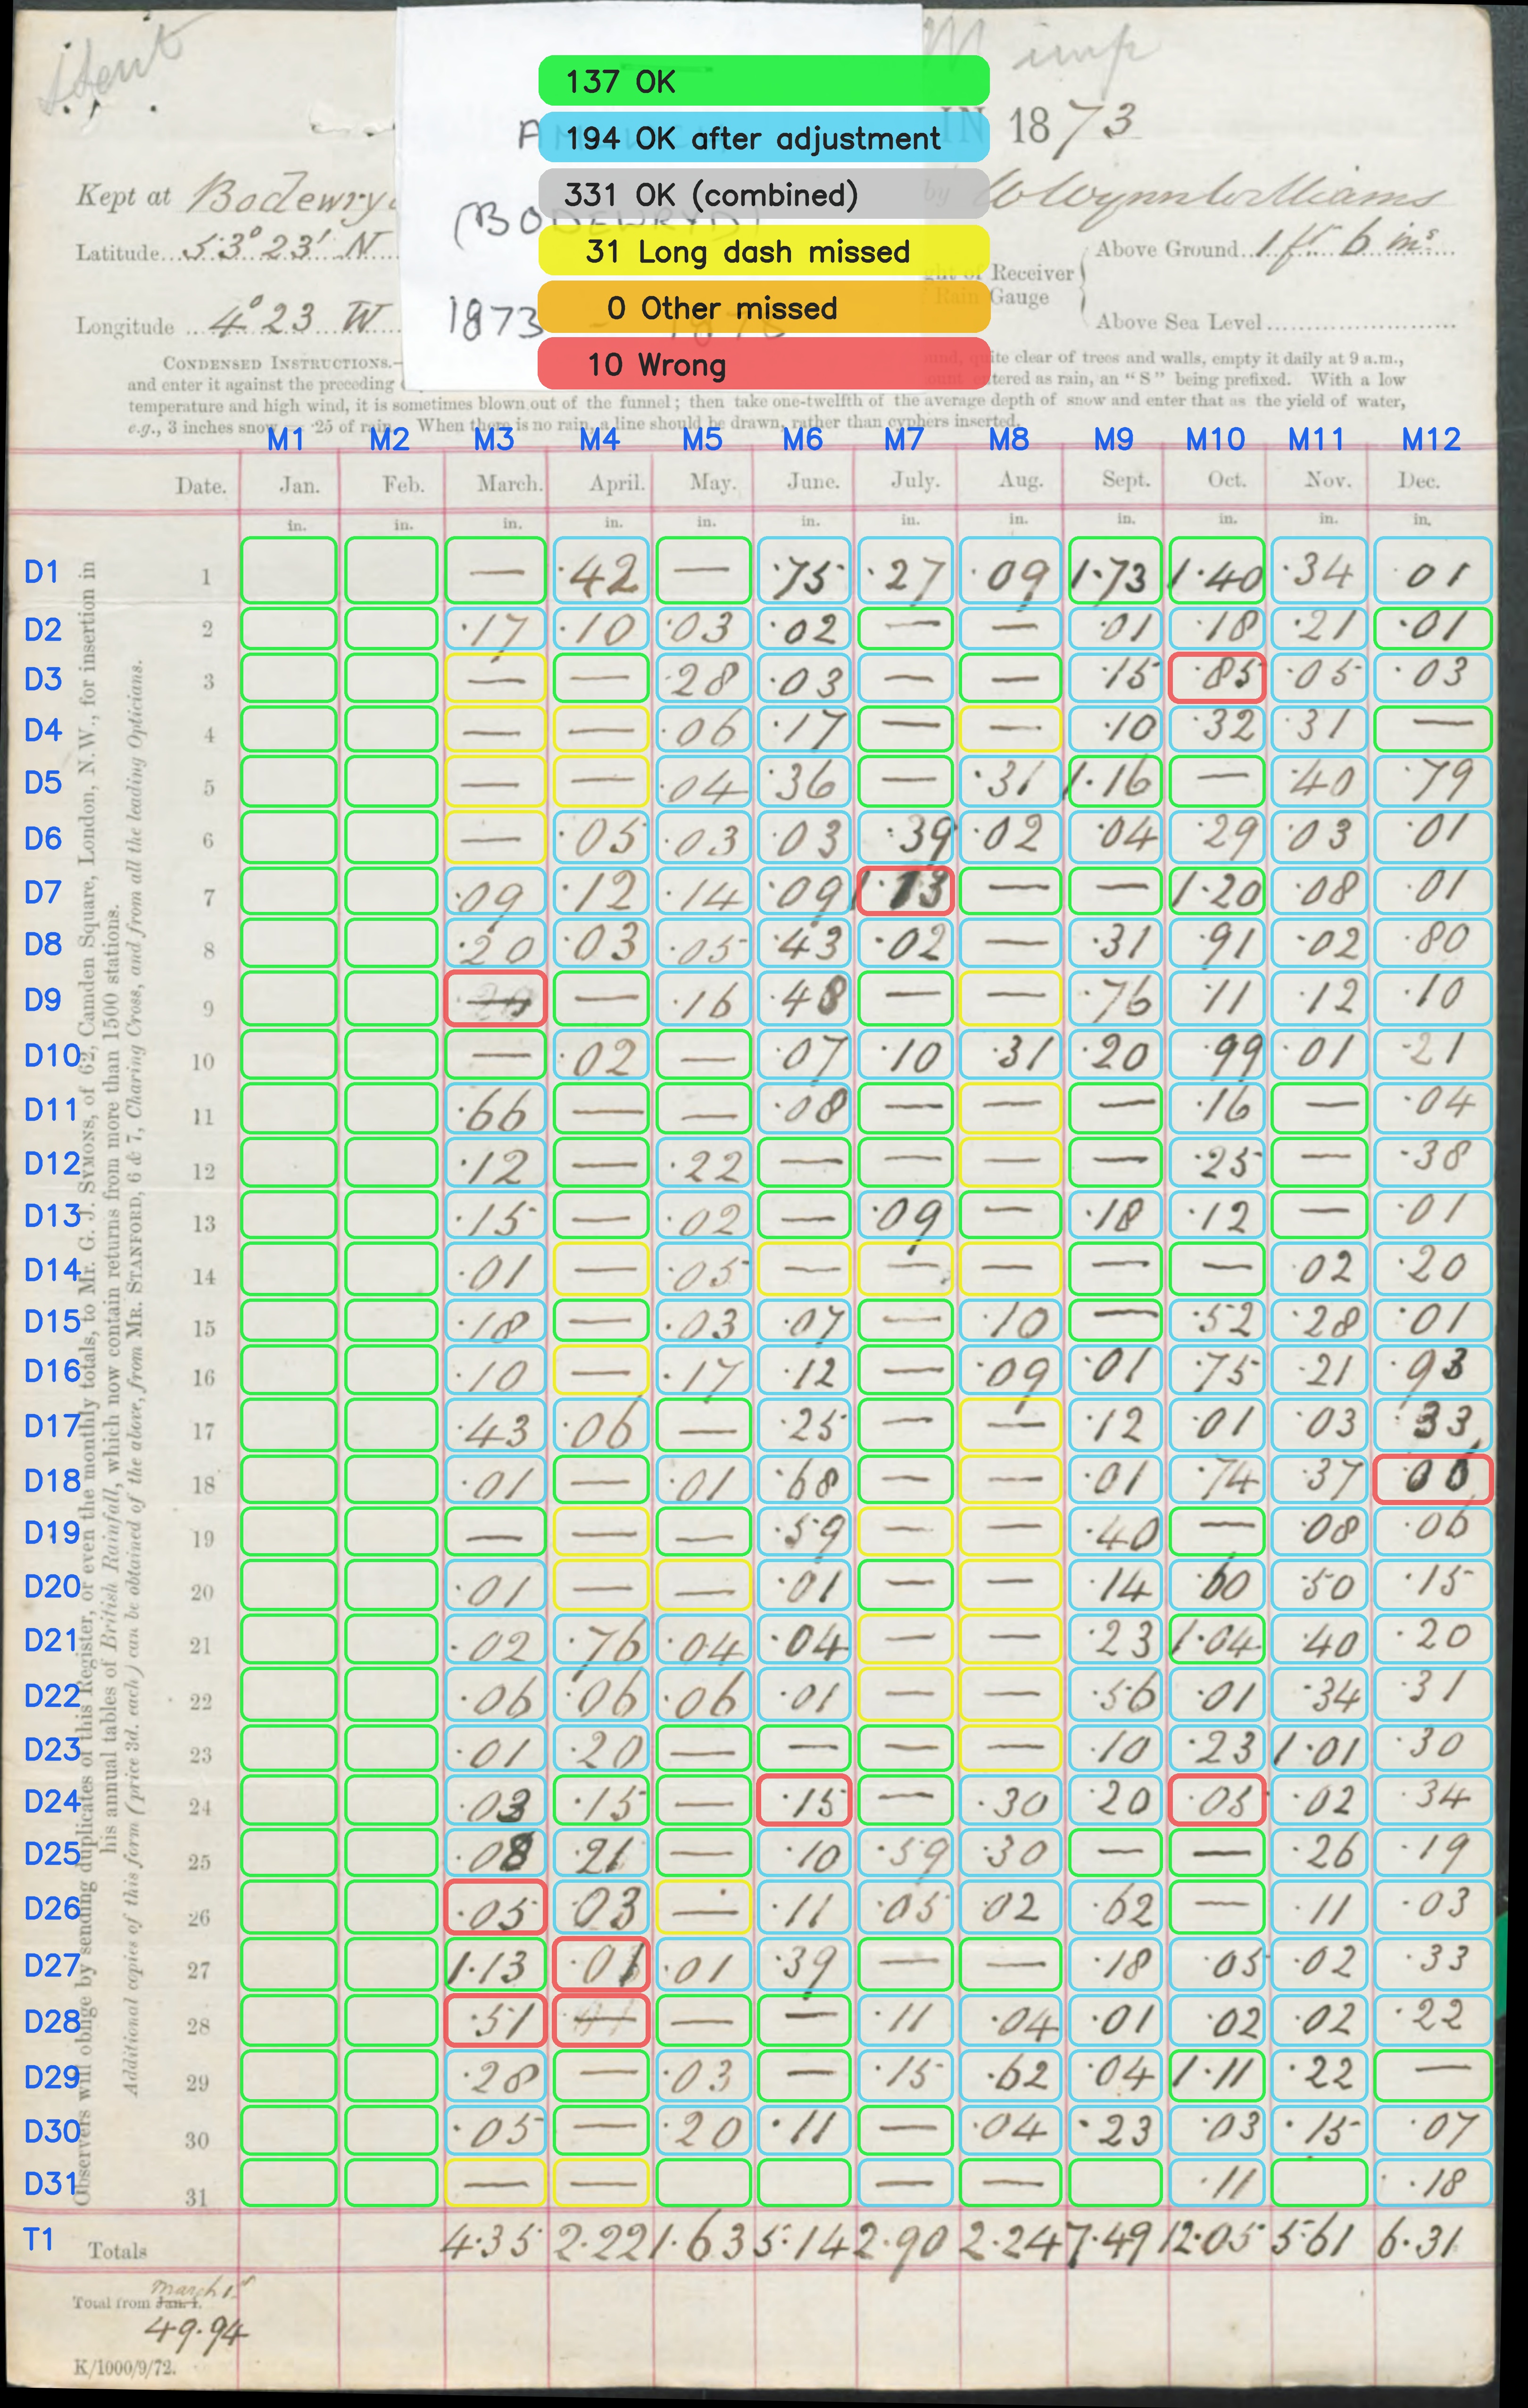 Stent
M imp
137 OK
194 OK after adjustment
331 OK (combined)
31 Long dash missed
0 Other missed
10 Wrong
IN 1873
(BODEWRYD)
1873 - 1876
Kept at Bodewryd
by W Wynn Williams
Latitude 53° 23' N
Longitude 4° 23 W
Above Ground 1 ft 6 ins
Receiver
Gauge
Above Sea Level
CONDENSED INSTRUCTIONS.— quite clear of trees and walls, empty it daily at 9 a.m.,
and enter it against the preceding entered as rain, an "S" being prefixed. With a low
temperature and high wind, it is sometimes blown out of the funnel; then take one-twelfth of the average depth of snow and enter that as the yield of water,
e.g., 3 inches snow = ·25 of rain. When there is no rain, a line should be drawn, rather than cyphers inserted.
M1 M2 M3 M4 M5 M6 M7 M8 M9 M10 M11 M12
Date. Jan. Feb. March. April. May. June. July. Aug. Sept. Oct. Nov. Dec.
in. in. in. in. in. in. in. in. in. in. in. in.
D1 1 — ·42 — ·75 ·27 ·09 1·73 1·40 ·34 ·01
D2 2 ·17 ·10 ·03 ·02 — — ·01 ·18 ·21 ·01
D3 3 — — ·28 ·03 — — ·15 ·85 ·05 ·03
D4 4 — — ·06 ·17 — — ·10 ·32 ·31 —
D5 5 — — ·04 ·36 — ·31 1·16 — ·40 ·79
D6 6 — ·05 ·03 ·03 ·39 ·02 ·04 ·29 ·03 ·01
D7 7 ·09 ·12 ·14 ·09 1·13 — — 1·20 ·08 ·01
D8 8 ·20 ·03 ·05 ·43 ·02 — ·31 ·91 ·02 ·80
D9 9 — — ·16 ·48 — — ·76 ·11 ·12 ·10
D10 10 — ·02 — ·07 ·10 ·31 ·20 ·99 ·01 ·21
D11 11 ·66 — — ·08 — — — ·16 — ·04
D12 12 ·12 — ·22 — — — — ·25 — ·38
D13 13 ·15 — ·02 — ·09 — ·18 ·12 — ·01
D14 14 ·01 — ·05 — — — — — ·02 ·20
D15 15 ·18 — ·03 ·07 — ·10 — ·52 ·28 ·01
D16 16 ·10 — ·17 ·12 — ·09 ·01 ·75 ·21 ·93
D17 17 ·43 ·06 — ·25 — — ·12 ·01 ·03 ·33
D18 18 ·01 — ·01 ·68 — — ·01 ·74 ·37
D19 19 — — — ·59 — — ·40 — ·08 ·06
D20 20 ·01 — — ·01 — — ·14 ·60 ·50 ·15
D21 21 ·02 ·76 ·04 ·04 — — ·23 1·04 ·40 ·20
D22 22 ·06 ·06 ·06 ·01 — — ·56 ·01 ·34 ·31
D23 23 ·01 ·20 — — — — ·10 ·23 1·01 ·30
D24 24 ·03 ·15 — ·15 — ·30 ·20 ·05 ·02 ·34
D25 25 ·08 ·21 — ·10 ·59 ·30 — — ·26 ·19
D26 26 ·05 ·03 — ·11 ·05 ·02 ·62 — ·11 ·03
D27 27 1·13 ·01 ·01 ·39 — — ·18 ·05 ·02 ·33
D28 28 ·51 — — — ·11 ·04 ·01 ·02 ·02 ·22
D29 29 ·28 — ·03 — ·15 ·62 ·04 1·11 ·22 —
D30 30 ·05 — ·20 ·11 — ·04 ·23 ·03 ·15 ·07
D31 31 — — — — ·11 ·18
T1 Totals 4·35 2·22 1·63 5·14 2·90 2·24 7·49 12·05 5·61 6·31
March 1st
Total from Jan. 1.
49·94
K/1000/9/72.
Observers will oblige by sending duplicates of this Register, or even the monthly totals, to Mr. G. J. SYMONS, of 62, Camden Square, London, N.W., for insertion in
his annual tables of British Rainfall, which now contain returns from more than 1500 stations.
Additional copies of this form (price 3d. each) can be obtained of the above, from MR. STANFORD, 6 & 7, Charing Cross, and from all the leading Opticians.